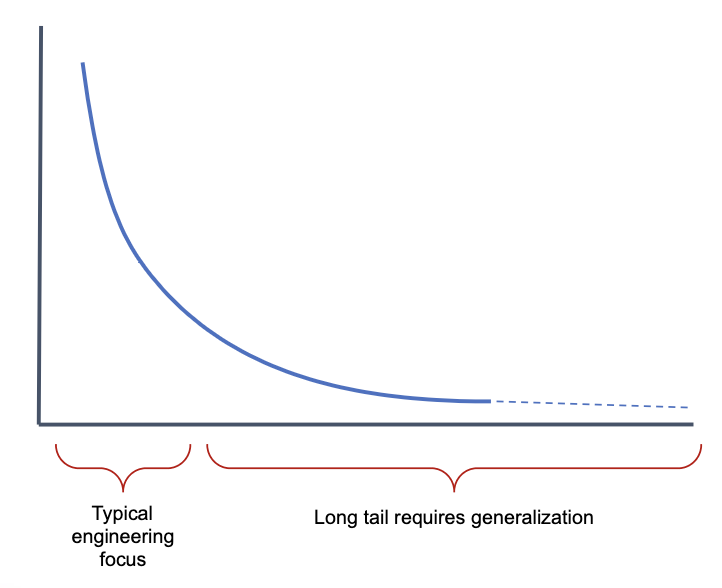 Typical
engineering
focus
Long tail requires generalization